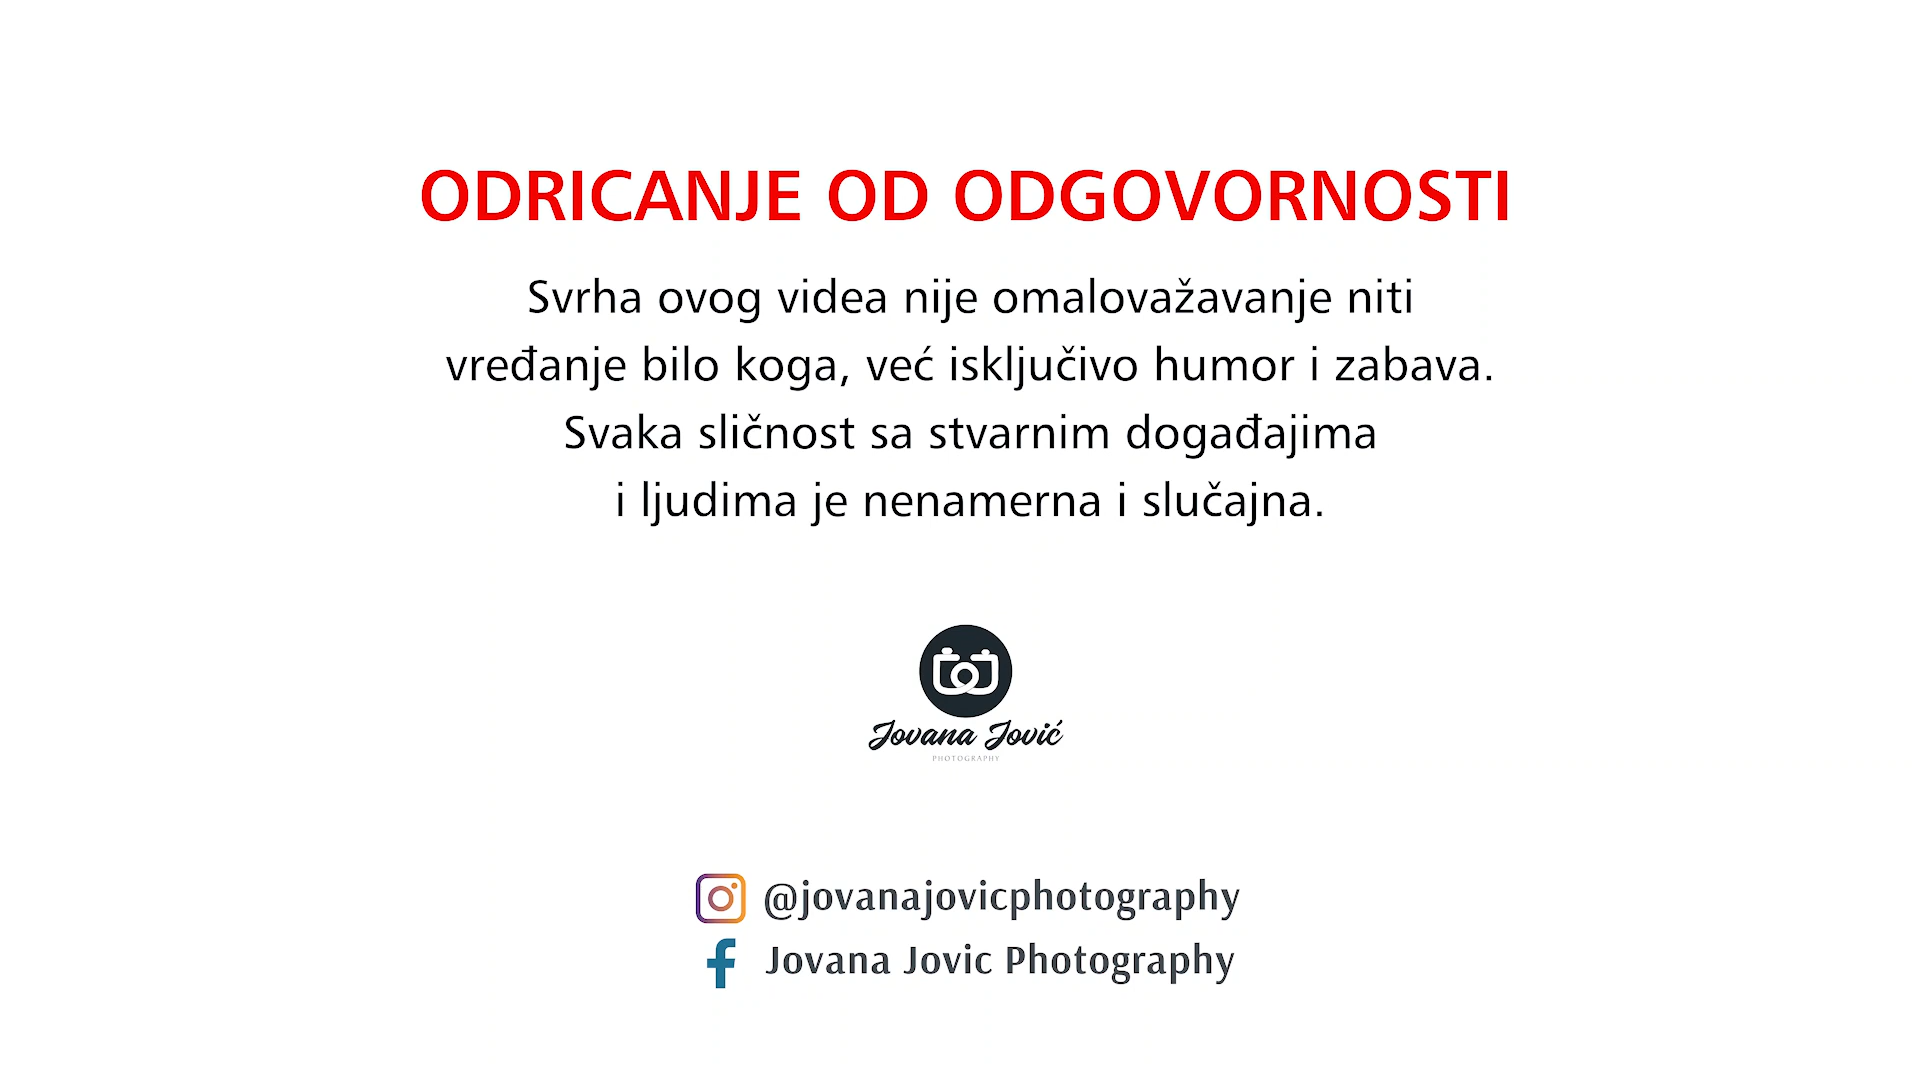 ODRICANJE OD ODGOVORNOSTI
Svrha ovog videa nije omalovažavanje niti
vređanje bilo koga, već isključivo humor i zabava.
Svaka sličnost sa stvarnim događajima
i ljudima je nenamerna i slučajna.
Jovana Jović
PHOTOGRAPHY
@jovanajovicphotography
Jovana Jovic Photography